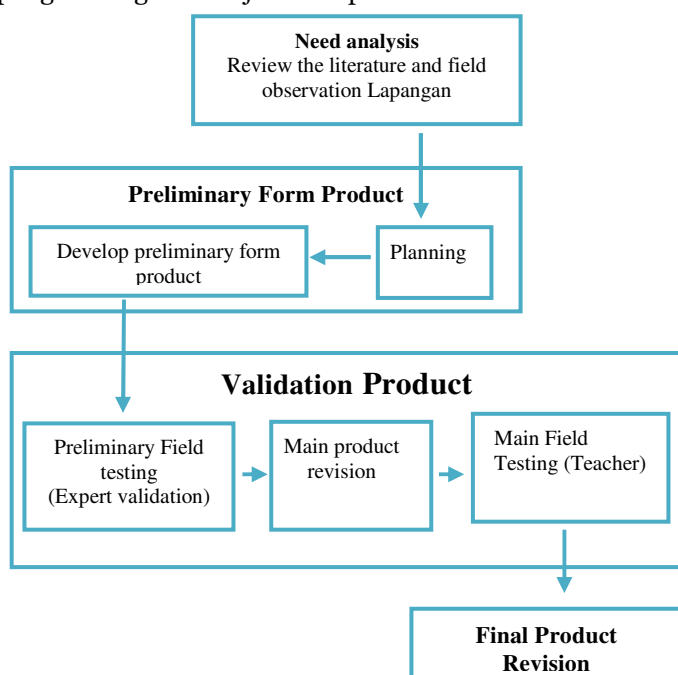 Need analysis
Review the literature and field
observation Lapangan
Preliminary Form Product
Develop preliminary form
product
Planning
Validation Product
Preliminary Field
testing
(Expert validation)
Main product
revision
Main Field
Testing (Teacher)
Final Product
Revision